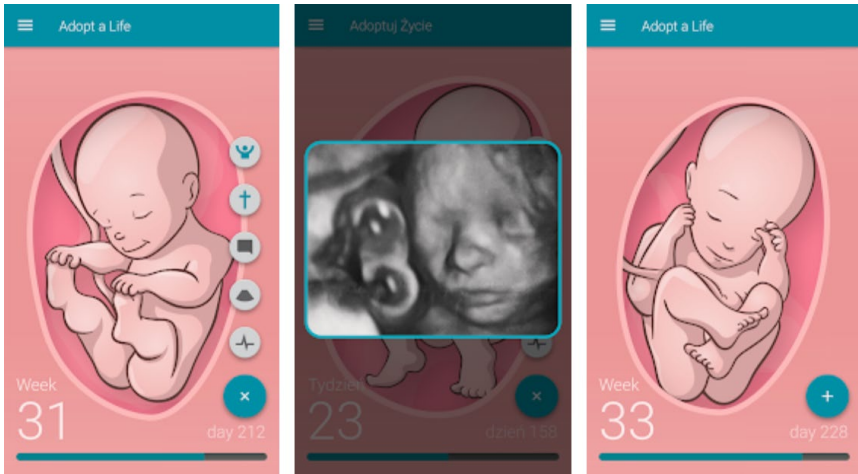 Adopt a Life
Week
31
day 212
Adoptuj Życie
Tydzień
23
dzień 158
Adopt a Life
Week
33
day 228